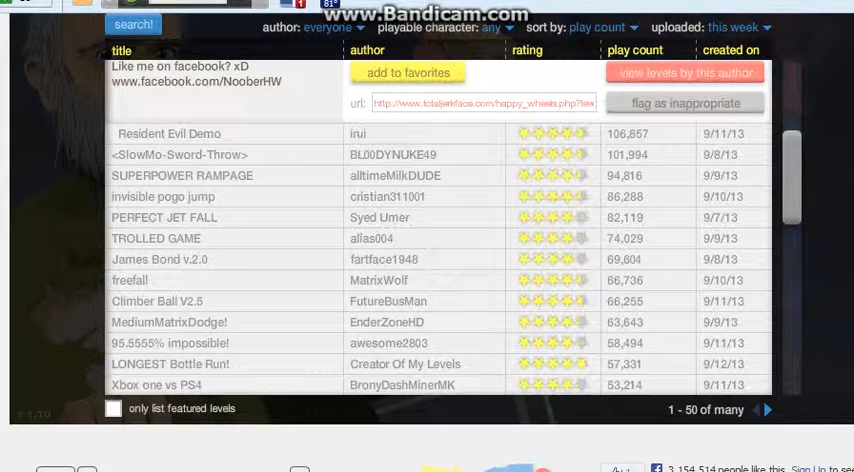 1
81°
www.Bandicam.com
search!
author: everyone playable character: any sort by: play count uploaded: this week
title author rating play count created on
Like me on facebook? xD
www.facebook.com/NooberHW
add to favorites view levels by this author
url: http://www.totaljerkface.com/happy_wheels.php?lev flag as inappropriate
Resident Evil Demo irui 106,857 9/11/13
<SlowMo-Sword-Throw> BL00DYNUKE49 101,994 9/8/13
SUPERPOWER RAMPAGE alltimeMilkDUDE 94,816 9/9/13
invisible pogo jump cristian311001 86,288 9/10/13
PERFECT JET FALL Syed Umer 82,119 9/7/13
TROLLED GAME alias004 74,029 9/9/13
James Bond v.2.0 fartface1948 69,804 9/8/13
freefall MatrixWolf 66,736 9/10/13
Climber Ball V2.5 FutureBusMan 66,255 9/11/13
MediumMatrixDodge! EnderZoneHD 63,643 9/9/13
95.5555% impossible! awesome2803 58,494 9/11/13
LONGEST Bottle Run! Creator Of My Levels 57,331 9/12/13
Xbox one vs PS4 BronyDashMinerMK 53,214 9/11/13
only list featured levels 1 - 50 of many
1.70
3,154,514 people like this. Sign Up to see